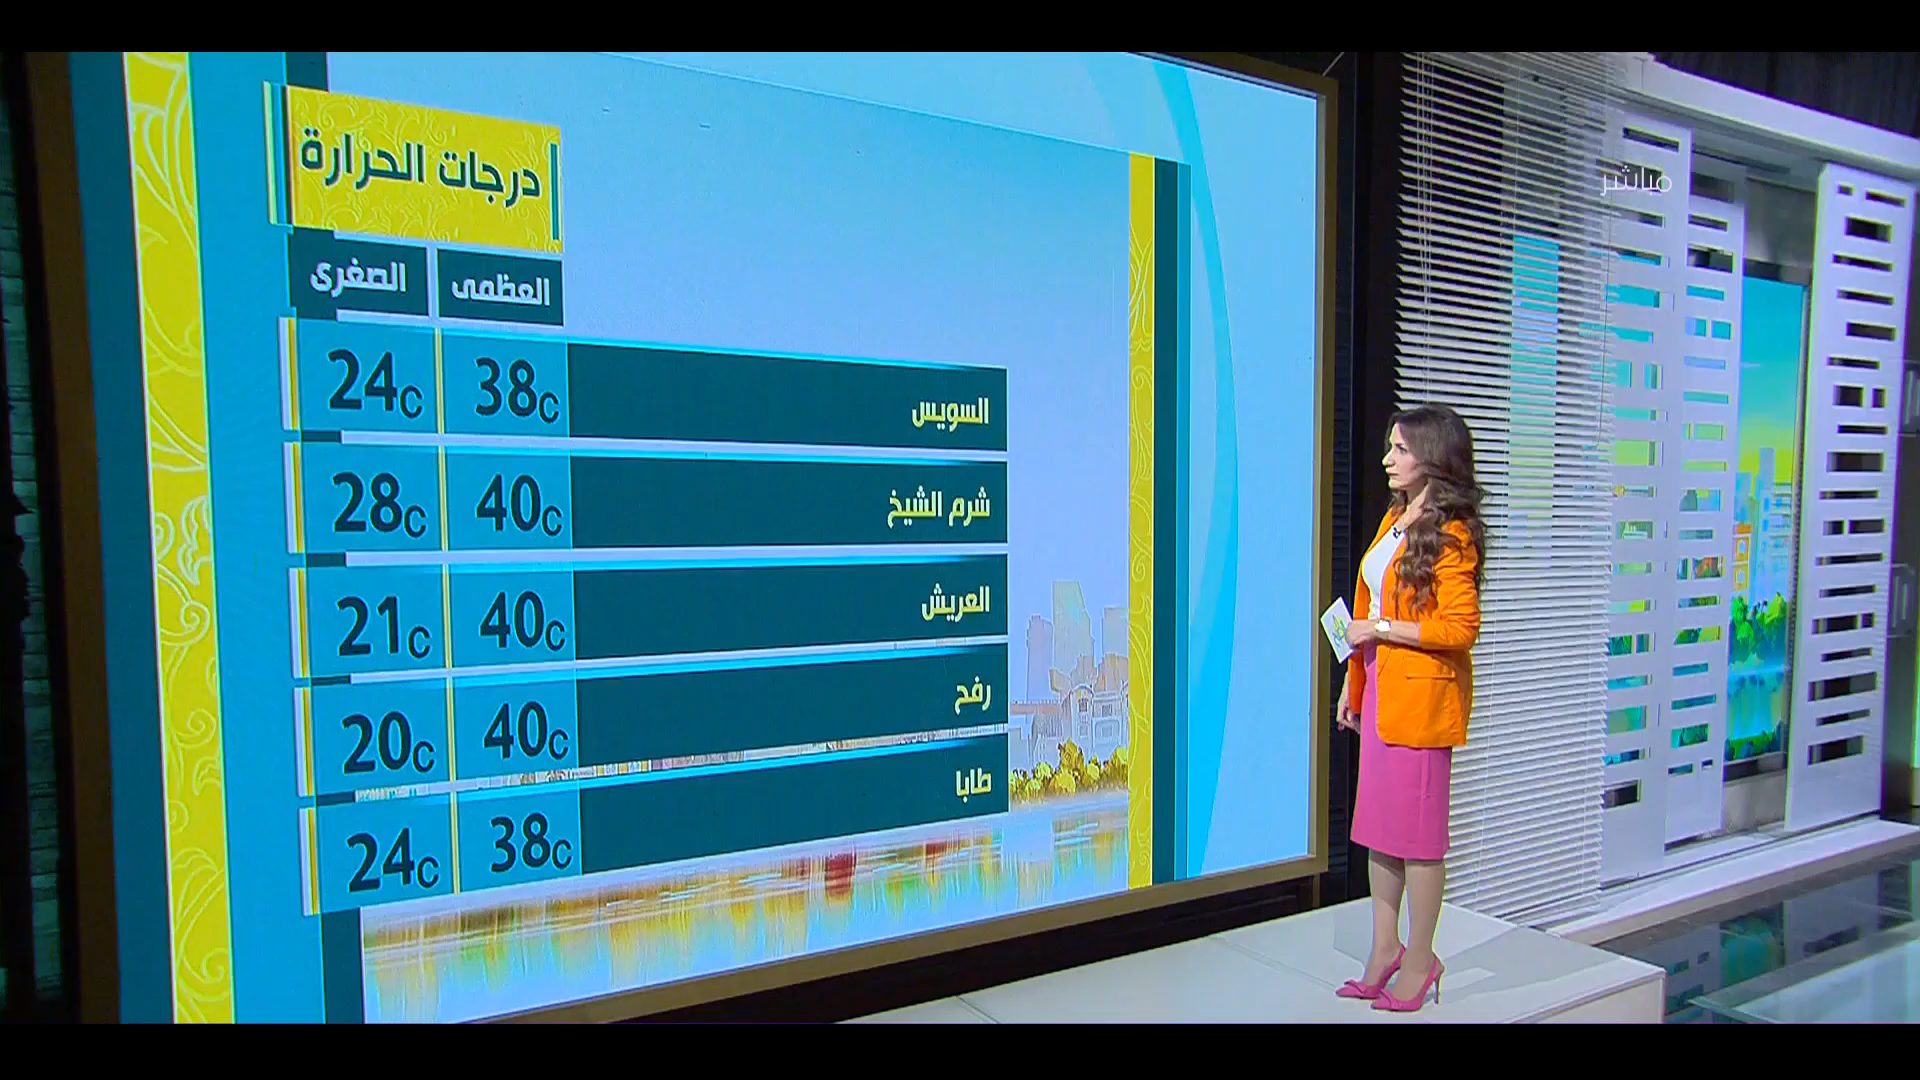 مباشر
درجات الحرارة
العظمى الصغرى
السويس 38c 24c
شرم الشيخ 40c 28c
العريش 40c 21c
رفح 40c 20c
طابا 38c 24c